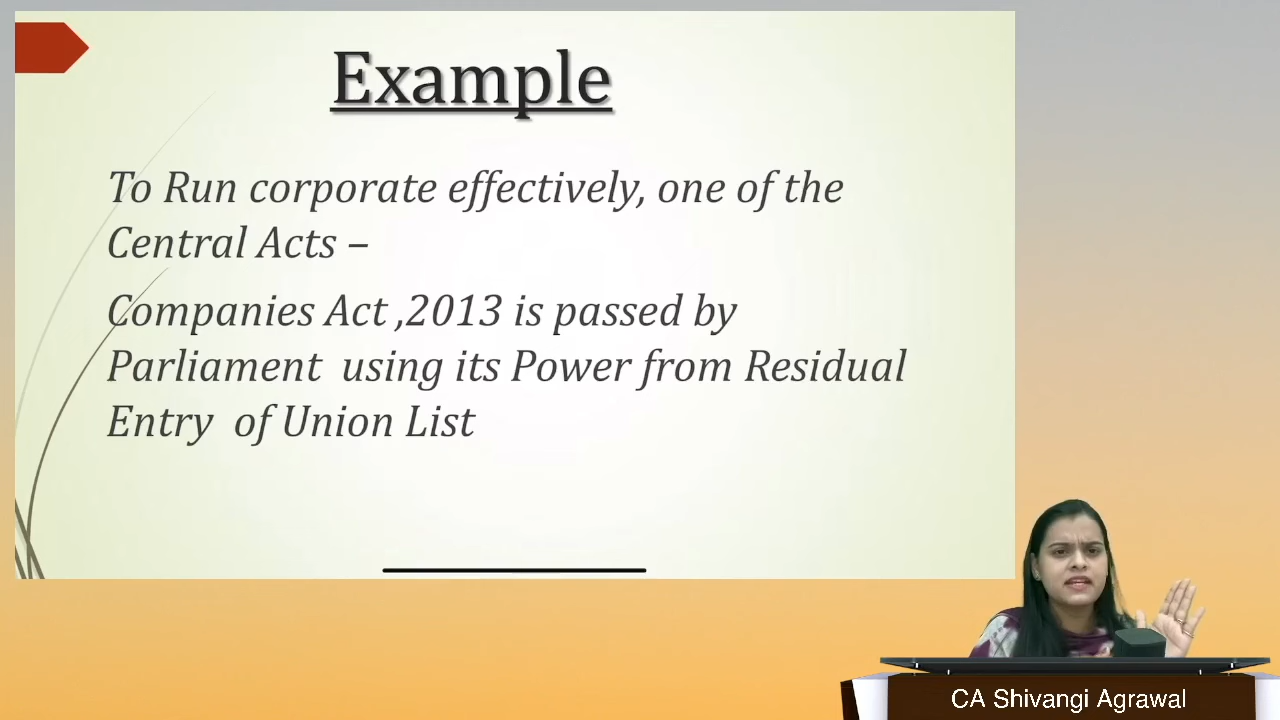 Example
To Run corporate effectively, one of the
Central Acts –
Companies Act ,2013 is passed by
Parliament  using its Power from Residual
Entry  of Union List
CA Shivangi Agrawal